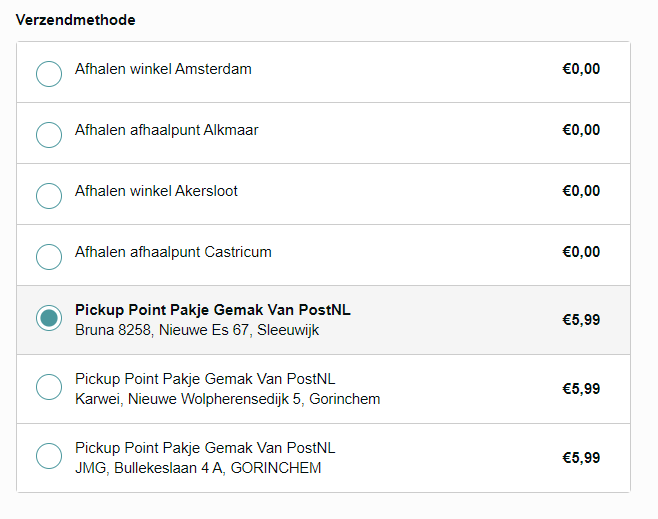 Verzendmethode
Afhalen winkel Amsterdam €0,00
Afhalen afhaalpunt Alkmaar €0,00
Afhalen winkel Akersloot €0,00
Afhalen afhaalpunt Castricum €0,00
Pickup Point Pakje Gemak Van PostNL
Bruna 8258, Nieuwe Es 67, Sleeuwijk
€5,99
Pickup Point Pakje Gemak Van PostNL
Karwei, Nieuwe Wolpherensedijk 5, Gorinchem
€5,99
Pickup Point Pakje Gemak Van PostNL
JMG, Bullekeslaan 4 A, GORINCHEM
€5,99